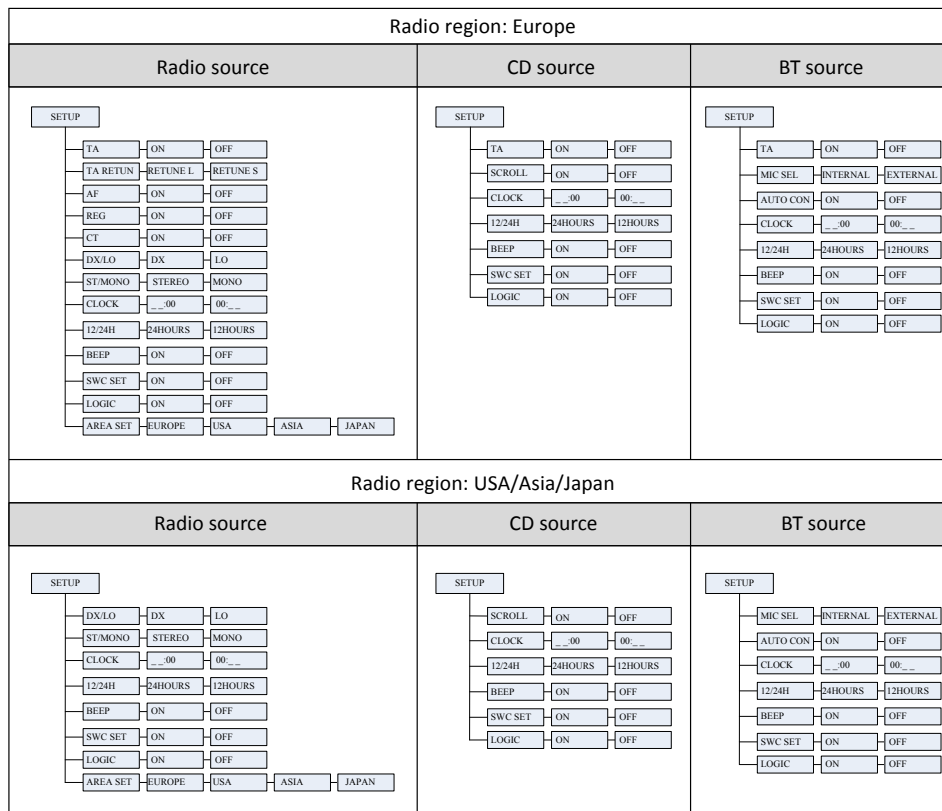 Radio region: Europe
Radio source
CD source
BT source
SETUP
TA ON OFF
TA RETUN RETUNE L RETUNE S
AF ON OFF
REG ON OFF
CT ON OFF
DX/LO DX LO
ST/MONO STEREO MONO
CLOCK _ _:00 00:_ _
12/24H 24HOURS 12HOURS
BEEP ON OFF
SWC SET ON OFF
LOGIC ON OFF
AREA SET EUROPE USA ASIA JAPAN
SETUP
TA ON OFF
SCROLL ON OFF
CLOCK _ _:00 00:_ _
12/24H 24HOURS 12HOURS
BEEP ON OFF
SWC SET ON OFF
LOGIC ON OFF
SETUP
TA ON OFF
MIC SEL INTERNAL EXTERNAL
AUTO CON ON OFF
CLOCK _ _:00 00:_ _
12/24H 24HOURS 12HOURS
BEEP ON OFF
SWC SET ON OFF
LOGIC ON OFF
Radio region: USA/Asia/Japan
Radio source
CD source
BT source
SETUP
DX/LO DX LO
ST/MONO STEREO MONO
CLOCK _ _:00 00:_ _
12/24H 24HOURS 12HOURS
BEEP ON OFF
SWC SET ON OFF
LOGIC ON OFF
AREA SET EUROPE USA ASIA JAPAN
SETUP
SCROLL ON OFF
CLOCK _ _:00 00:_ _
12/24H 24HOURS 12HOURS
BEEP ON OFF
SWC SET ON OFF
LOGIC ON OFF
SETUP
MIC SEL INTERNAL EXTERNAL
AUTO CON ON OFF
CLOCK _ _:00 00:_ _
12/24H 24HOURS 12HOURS
BEEP ON OFF
SWC SET ON OFF
LOGIC ON OFF